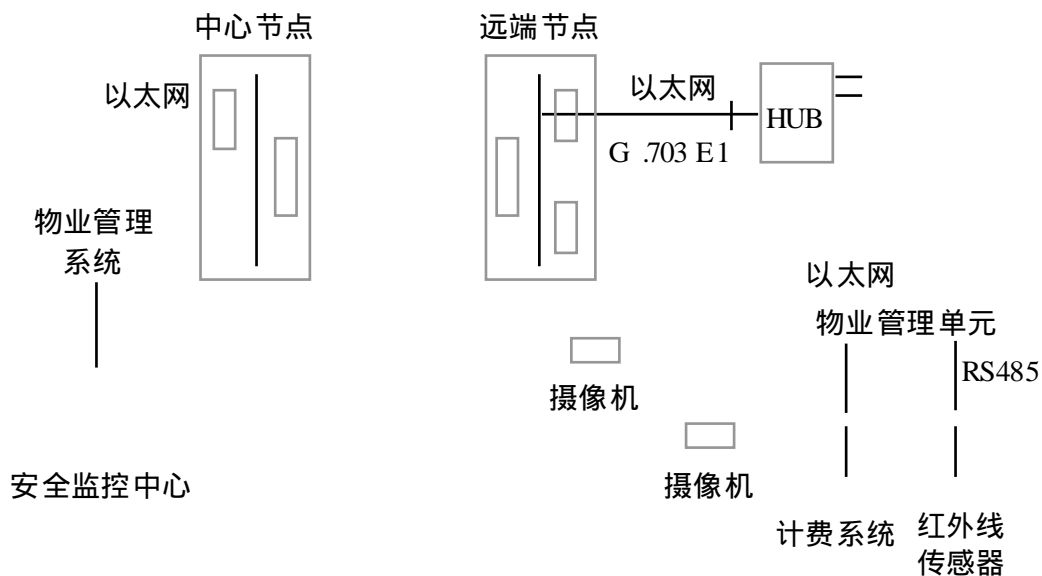 中心节点
远端节点
以太网
以太网
HUB
G .703 E1
物业管理
系统
以太网
物业管理单元
RS485
摄像机
摄像机
安全监控中心
计费系统
红外线
传感器